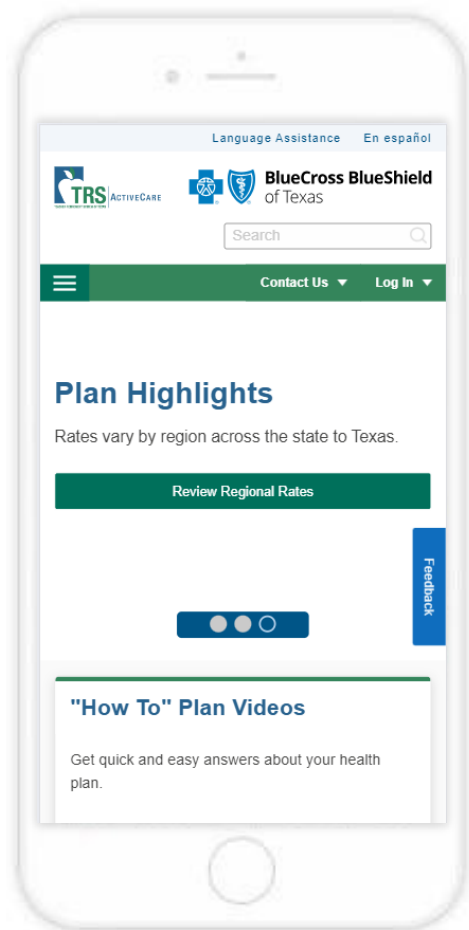 Language Assistance En español
TRS ACTIVECARE
BlueCross BlueShield
of Texas
Search
Contact Us Log In
Plan Highlights
Rates vary by region across the state to Texas.
Review Regional Rates
Feedback
"How To" Plan Videos
Get quick and easy answers about your health
plan.